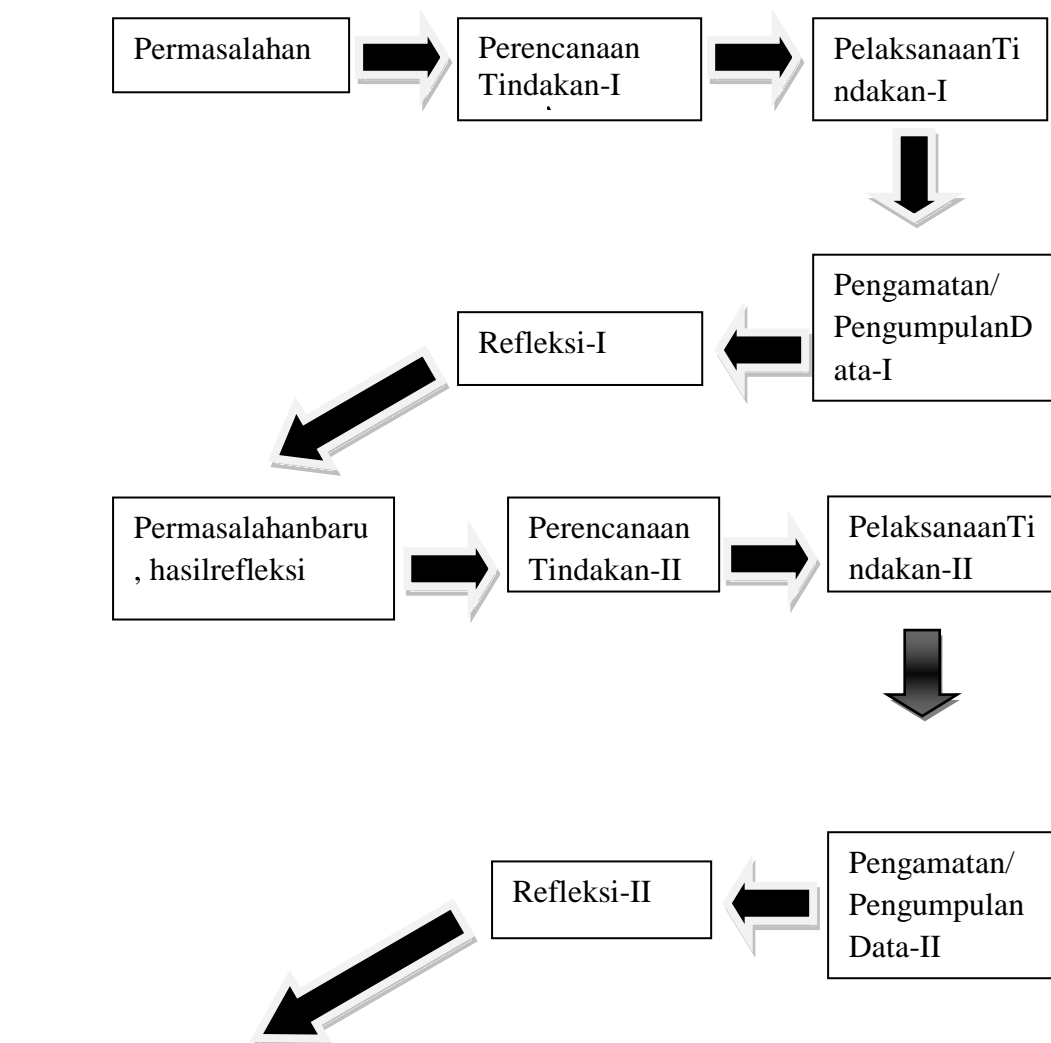 Permasalahan
Perencanaan
Tindakan-I
PelaksanaanTi
ndakan-I
Pengamatan/
PengumpulanD
ata-I
Refleksi-I
Permasalahanbaru
, hasilrefleksi
Perencanaan
Tindakan-II
PelaksanaanTi
ndakan-II
Pengamatan/
Pengumpulan
Data-II
Refleksi-II